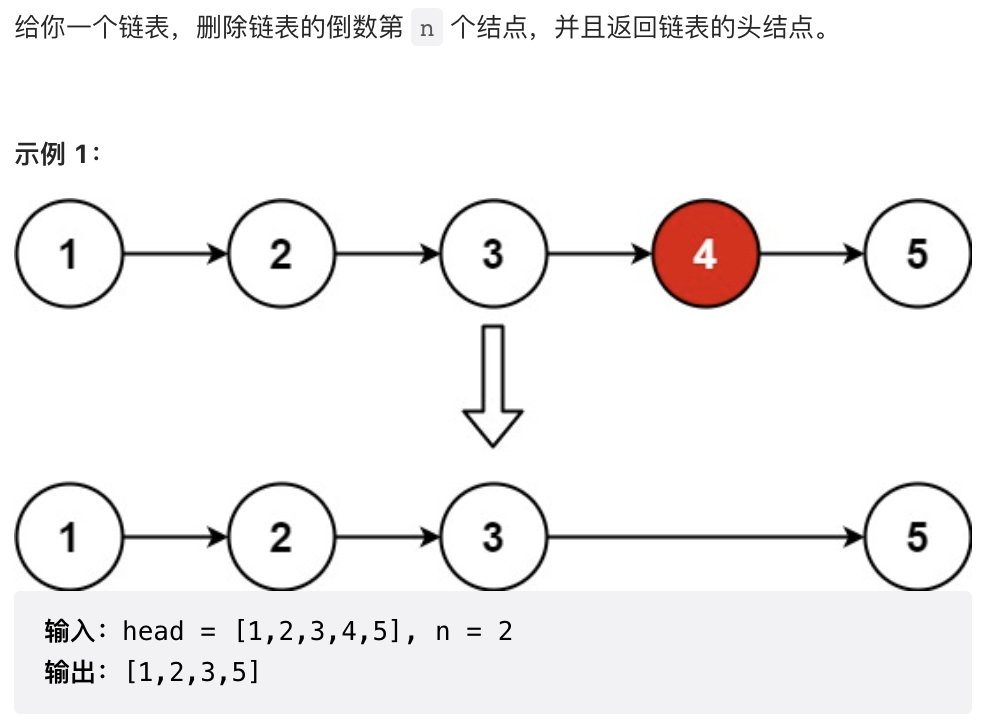 给你一个链表，删除链表的倒数第 n 个结点，并且返回链表的头结点。
示例 1：
1 2 3 4 5
1 2 3 5
输入：head = [1,2,3,4,5], n = 2
输出：[1,2,3,5]